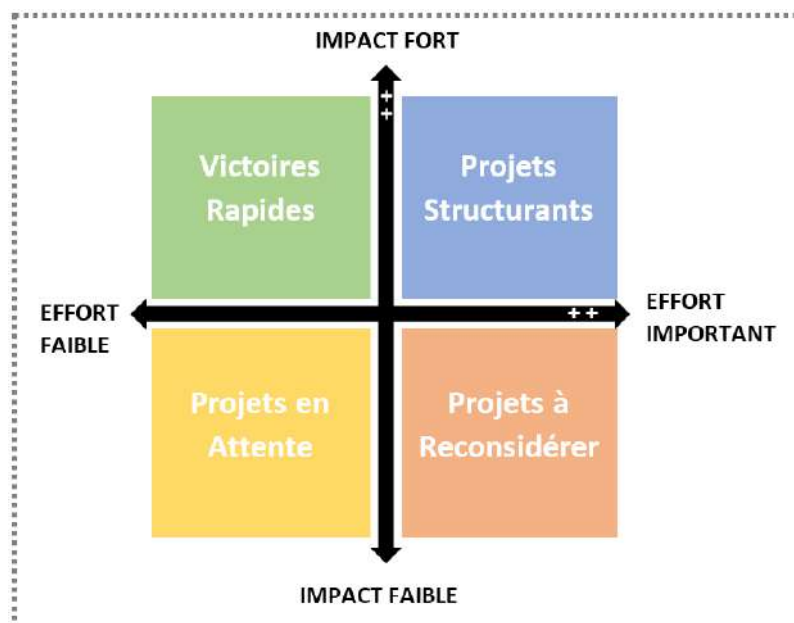 IMPACT FORT
++
Victoires
Rapides
Projets
Structurants
EFFORT
FAIBLE
++
EFFORT
IMPORTANT
Projets en
Attente
Projets à
Reconsidérer
IMPACT FAIBLE